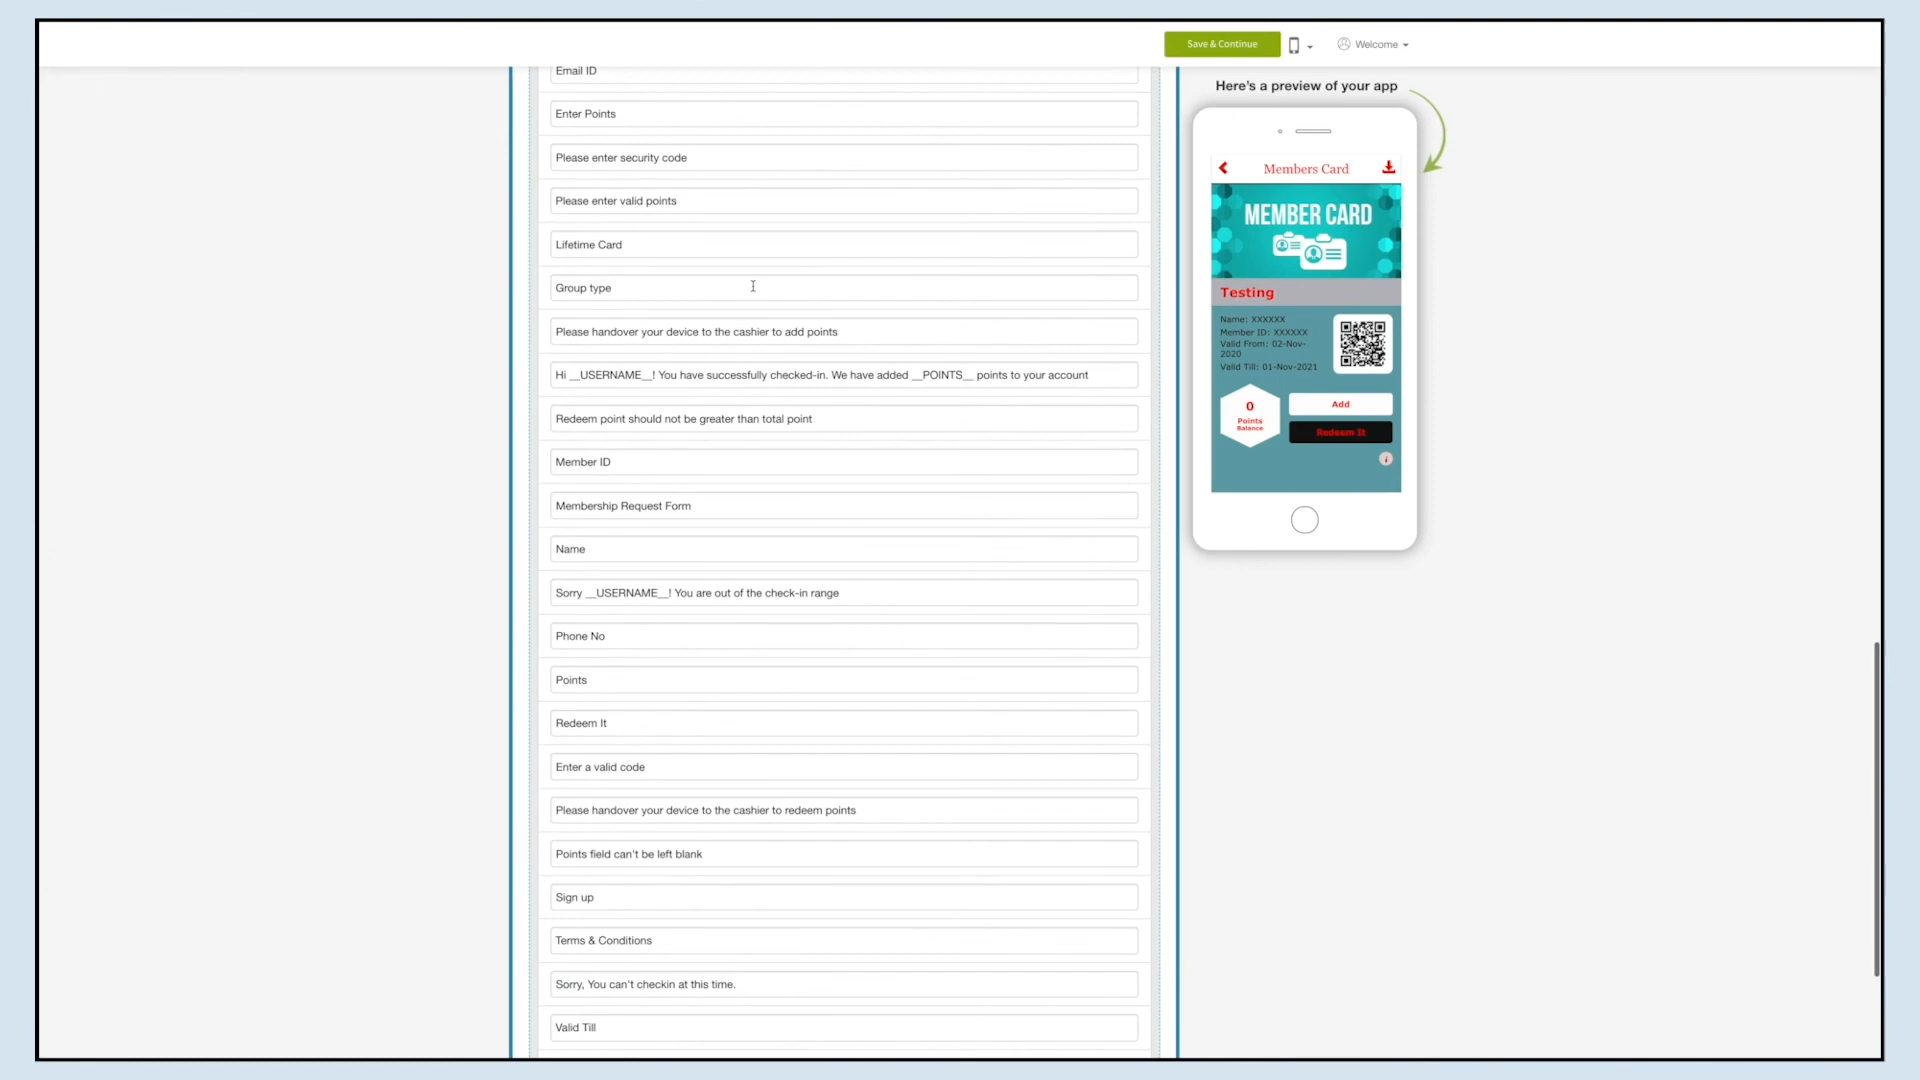 Save & Continue
Welcome
Email ID
Enter Points
Please enter security code
Please enter valid points
Lifetime Card
Group type
Please handover your device to the cashier to add points
Hi __USERNAME__! You have successfully checked-in. We have added __POINTS__ points to your account
Redeem point should not be greater than total point
Member ID
Membership Request Form
Name
Sorry __USERNAME__! You are out of the check-in range
Phone No
Points
Redeem It
Enter a valid code
Please handover your device to the cashier to redeem points
Points field can't be left blank
Sign up
Terms & Conditions
Sorry, You can't checkin at this time.
Valid Till
Here's a preview of your app
Members Card
MEMBER CARD
Testing
Name: XXXXXX
Member ID: XXXXXX
Valid From: 02-Nov-
2020
Valid Till: 01-Nov-2021
0
Points
Balance
Add
Redeem It
i